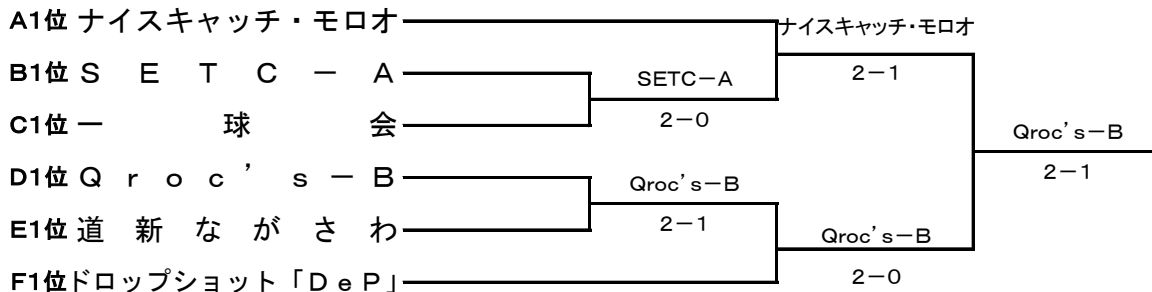 A1位 ナイスキャッチ・モロオ
ナイスキャッチ・モロオ
B1位 SETC－A
SETC－A
2－1
C1位 一球会
2－0
Qroc's－B
D1位 Qroc's－B
Qroc's－B
2－1
E1位 道新ながさわ
2－1
Qroc's－B
F1位 ドロップショット「DeP」
2－0